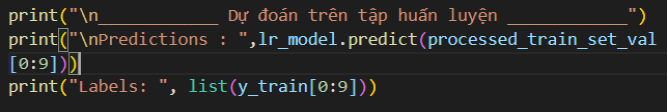 print("\n____________ Dự đoán trên tập huấn luyện ____________")
print("\nPredictions : ",lr_model.predict(processed_train_set_val
[0:9]))
print("Labels: ", list(y_train[0:9]))